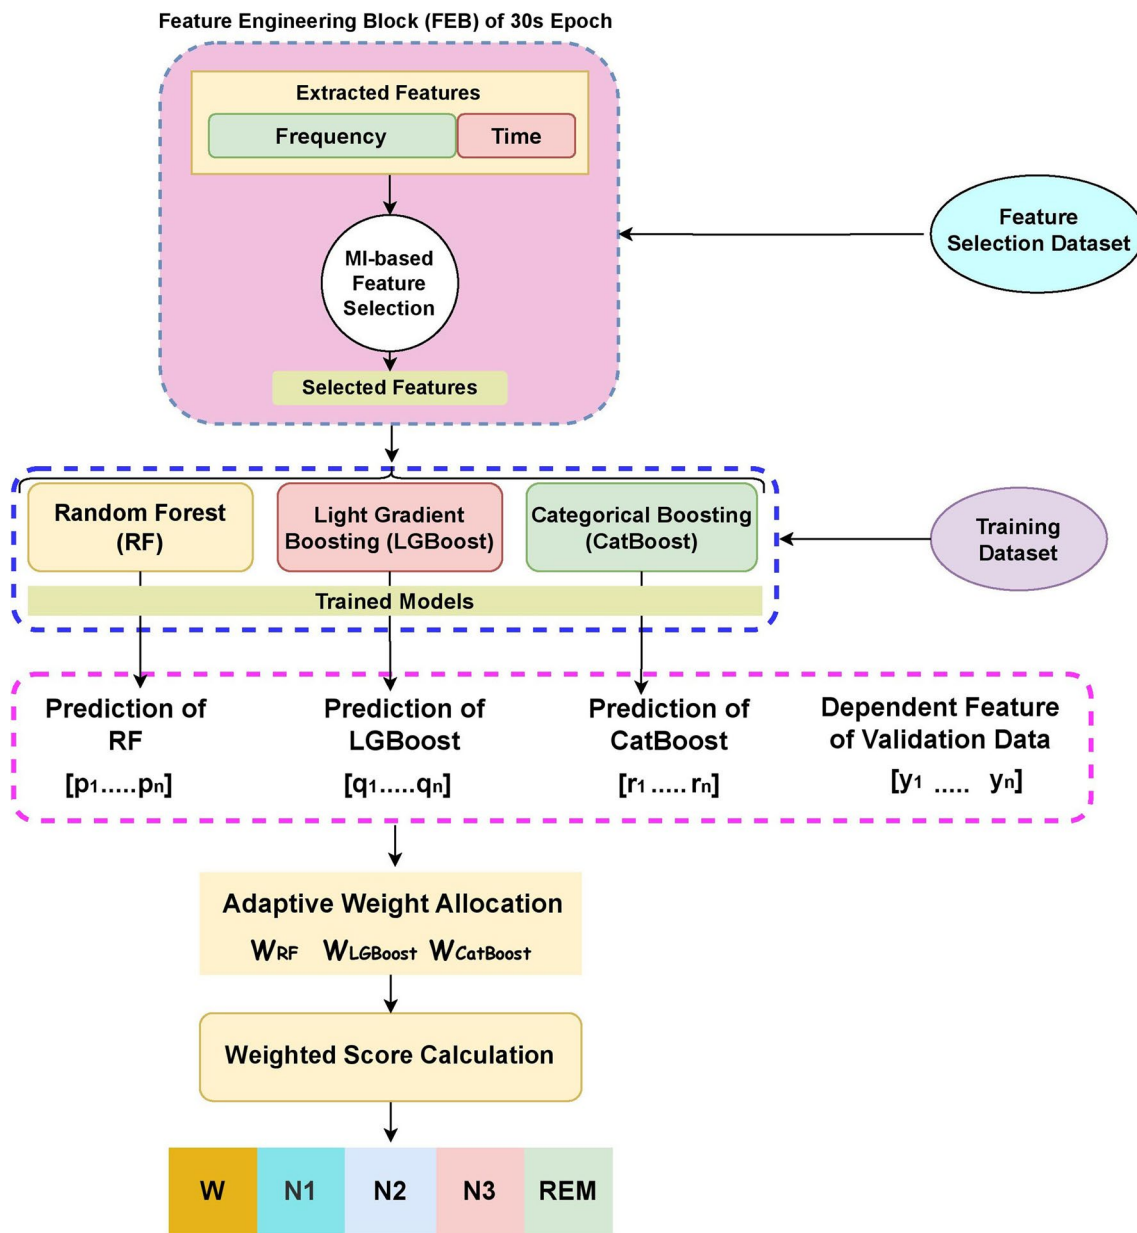 Feature Engineering Block (FEB) of 30s Epoch
Extracted Features
Frequency
Time
MI-based
Feature
Selection
Selected Features
Feature
Selection Dataset
Random Forest
(RF)
Light Gradient
Boosting (LGBoost)
Categorical Boosting
(CatBoost)
Trained Models
Training
Dataset
Prediction of
RF
[p1.....pn]
Prediction of
LGBoost
[q1.....qn]
Prediction of
CatBoost
[r1.....rn]
Dependent Feature
of Validation Data
[y1 ..... yn]
Adaptive Weight Allocation
WRF WLGBoost WCatBoost
Weighted Score Calculation
W N1 N2 N3 REM